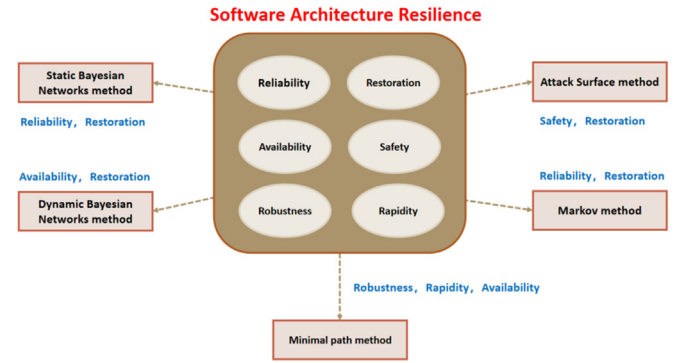 Software Architecture Resilience
Static Bayesian
Networks method
Reliability, Restoration
Availability, Restoration
Dynamic Bayesian
Networks method
Reliability
Restoration
Availability
Safety
Robustness
Rapidity
Attack Surface method
Safety, Restoration
Reliability, Restoration
Markov method
Robustness, Rapidity, Availability
Minimal path method